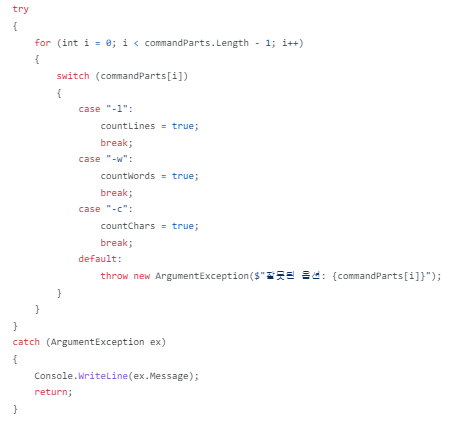 try
{
    for (int i = 0; i < commandParts.Length - 1; i++)
    {
        switch (commandParts[i])
        {
            case "-l":
                countLines = true;
                break;
            case "-w":
                countWords = true;
                break;
            case "-c":
                countChars = true;
                break;
            default:
                throw new ArgumentException($"잘못된 옵션: {commandParts[i]}");
        }
    }
}
catch (ArgumentException ex)
{
    Console.WriteLine(ex.Message);
    return;
}